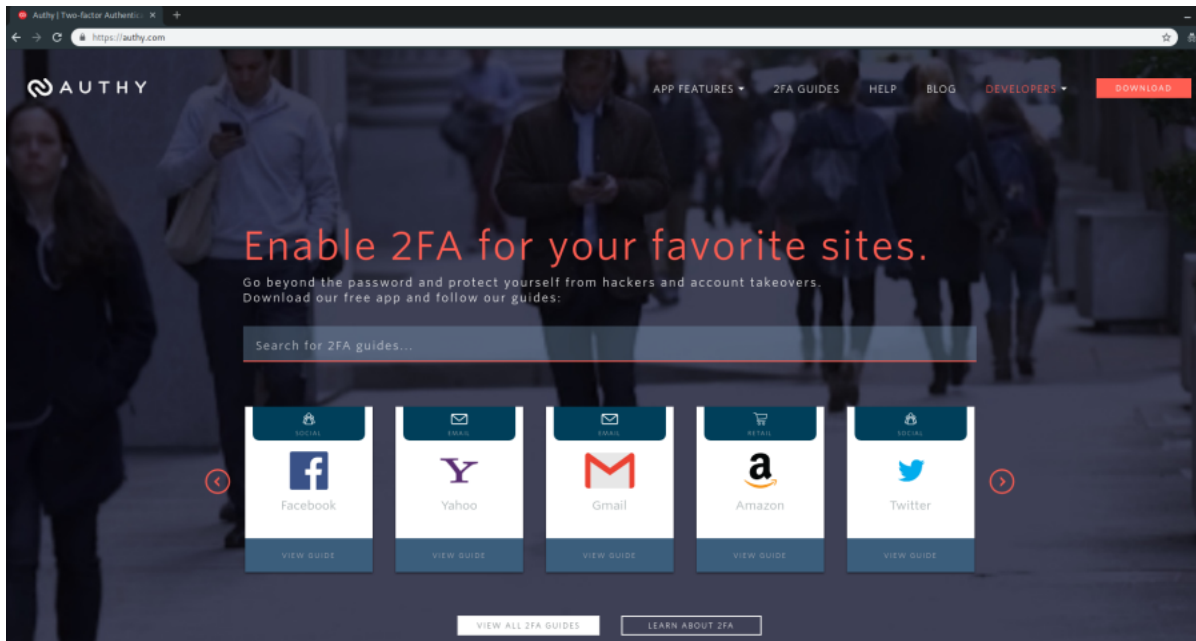 Authy | Two-factor Authentic
https://authy.com
AUTHY
APP FEATURES
2FA GUIDES
HELP
BLOG
DEVELOPERS
DOWNLOAD
Enable 2FA for your favorite sites.
Go beyond the password and protect yourself from hackers and account takeovers.
Download our free app and follow our guides:
Search for 2FA guides...
SOCIAL
EMAIL
EMAIL
RETAIL
SOCIAL
Facebook
Yahoo
Gmail
Amazon
Twitter
VIEW GUIDE
VIEW GUIDE
VIEW GUIDE
VIEW GUIDE
VIEW GUIDE
VIEW ALL 2FA GUIDES
LEARN ABOUT 2FA